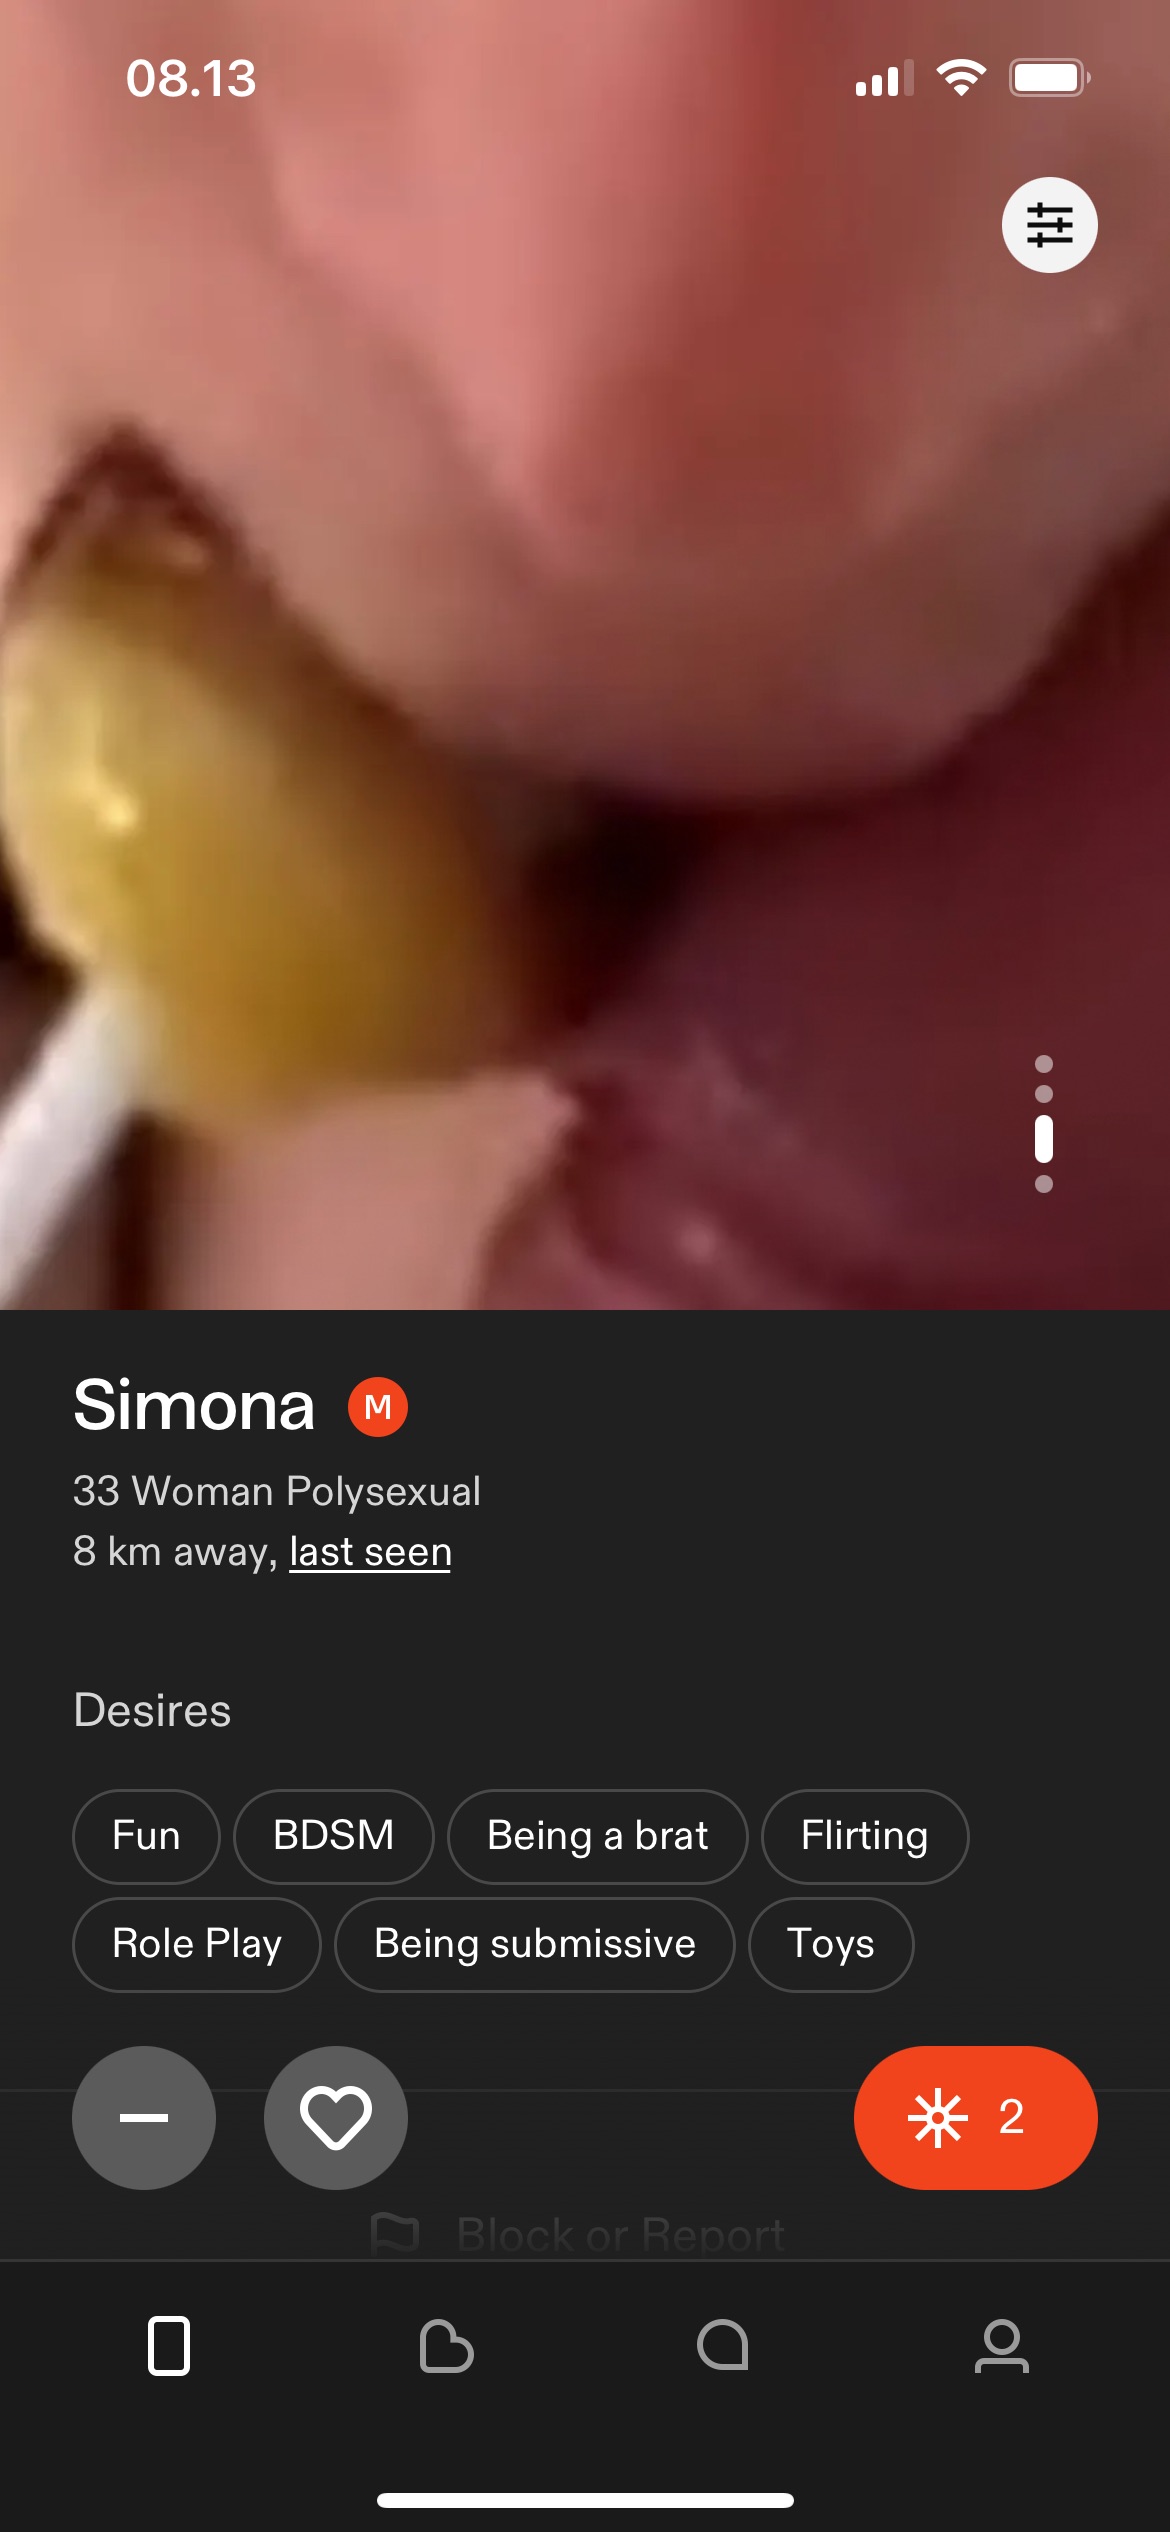 08.13
Simona M
33 Woman Polysexual
8 km away, last seen
Desires
Fun BDSM Being a brat Flirting
Role Play Being submissive Toys
2
Block or Report